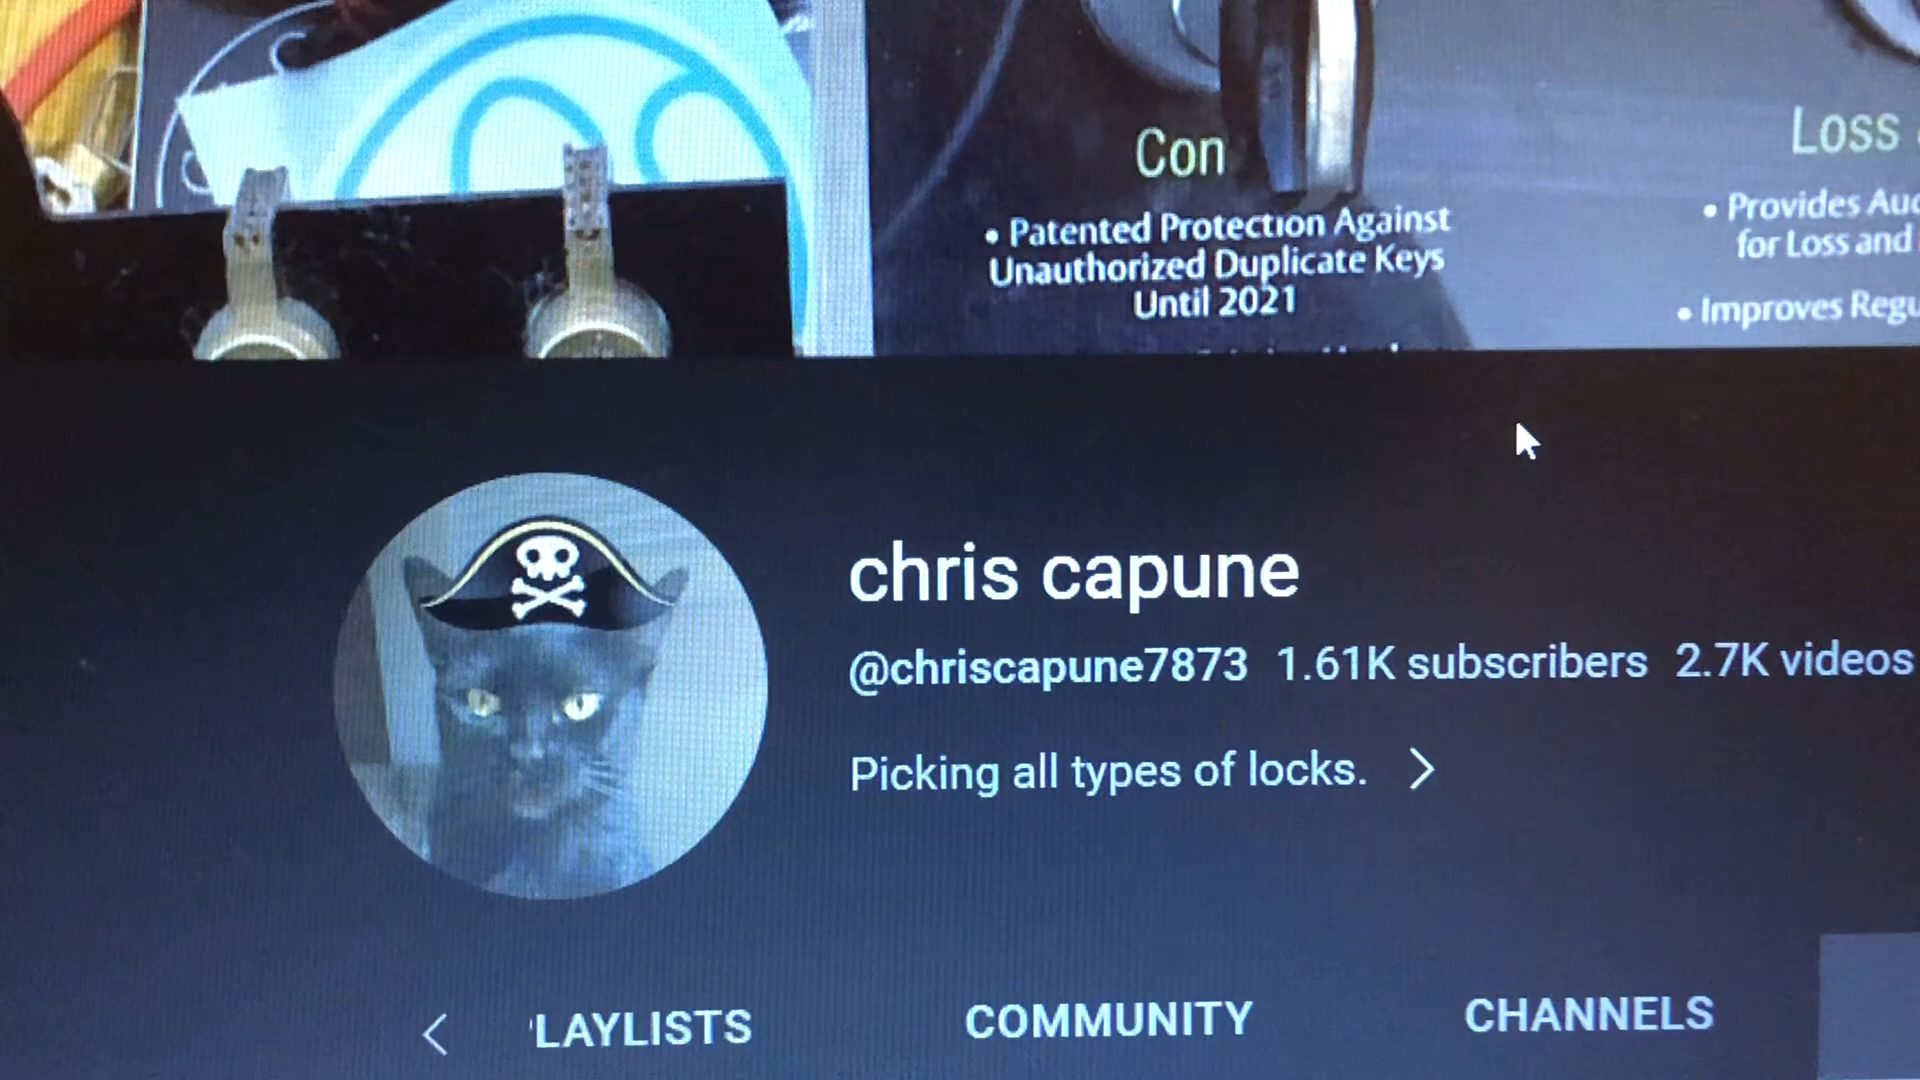 Con
Loss
• Patented Protection Against
Unauthorized Duplicate Keys
Until 2021
• Provides
for Loss and
• Improves
chris capune
@chriscapune7873 1.61K subscribers 2.7K videos
Picking all types of locks.
LAYLISTS
COMMUNITY
CHANNELS